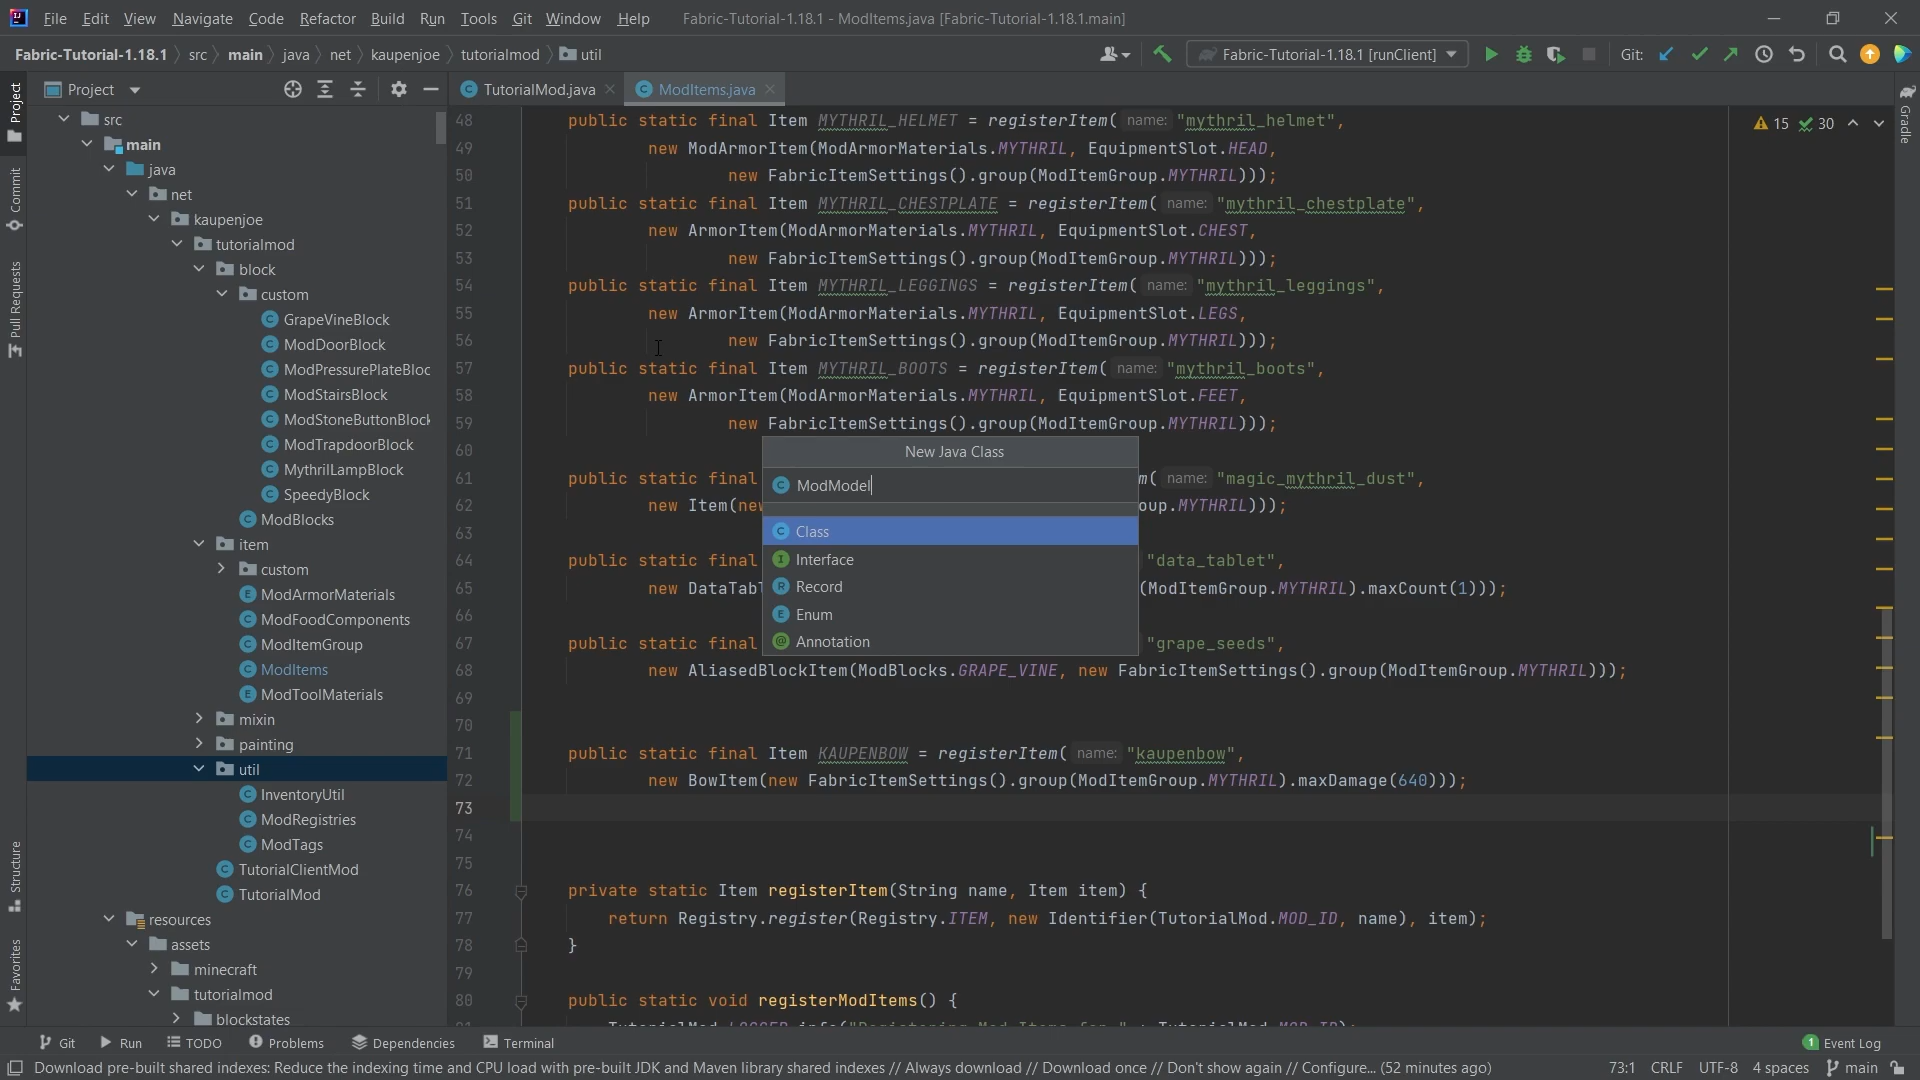 File Edit View Navigate Code Refactor Build Run Tools Git Window Help Fabric-Tutorial-1.18.1 - ModItems.java [Fabric-Tutorial-1.18.1.main]
Fabric-Tutorial-1.18.1 src main java net kaupenjoe tutorialmod util Fabric-Tutorial-1.18.1 [runClient] Git:
Project
TutorialMod.java ModItems.java
Project
Commit
Pull Requests
Structure
Favorites
src
main
java
net
kaupenjoe
tutorialmod
block
custom
GrapeVineBlock
ModDoorBlock
ModPressurePlateBloc
ModStairsBlock
ModStoneButtonBlock
ModTrapdoorBlock
MythrilLampBlock
SpeedyBlock
ModBlocks
item
custom
ModArmorMaterials
ModFoodComponents
ModItemGroup
ModItems
ModToolMaterials
mixin
painting
util
InventoryUtil
ModRegistries
ModTags
TutorialClientMod
TutorialMod
resources
assets
minecraft
tutorialmod
blockstates
48 public static final Item MYTHRIL_HELMET = registerItem( name: "mythril_helmet",
49 new ModArmorItem(ModArmorMaterials.MYTHRIL, EquipmentSlot.HEAD,
50 new FabricItemSettings().group(ModItemGroup.MYTHRIL)));
51 public static final Item MYTHRIL_CHESTPLATE = registerItem( name: "mythril_chestplate",
52 new ArmorItem(ModArmorMaterials.MYTHRIL, EquipmentSlot.CHEST,
53 new FabricItemSettings().group(ModItemGroup.MYTHRIL)));
54 public static final Item MYTHRIL_LEGGINGS = registerItem( name: "mythril_leggings",
55 new ArmorItem(ModArmorMaterials.MYTHRIL, EquipmentSlot.LEGS,
56 new FabricItemSettings().group(ModItemGroup.MYTHRIL)));
57 public static final Item MYTHRIL_BOOTS = registerItem( name: "mythril_boots",
58 new ArmorItem(ModArmorMaterials.MYTHRIL, EquipmentSlot.FEET,
59 new FabricItemSettings().group(ModItemGroup.MYTHRIL)));
60
61 public static final m( name: "magic_mythril_dust",
62 new Item(new oup.MYTHRIL)));
63
64 public static final "data_tablet",
65 new DataTabl (ModItemGroup.MYTHRIL).maxCount(1)));
66
67 public static final "grape_seeds",
68 new AliasedBlockItem(ModBlocks.GRAPE_VINE, new FabricItemSettings().group(ModItemGroup.MYTHRIL)));
69
70
71 public static final Item KAUPENBOW = registerItem( name: "kaupenbow",
72 new BowItem(new FabricItemSettings().group(ModItemGroup.MYTHRIL).maxDamage(640)));
73
74
75
76 private static Item registerItem(String name, Item item) {
77 return Registry.register(Registry.ITEM, new Identifier(TutorialMod.MOD_ID, name), item);
78 }
79
80 public static void registerModItems() {
15 30
New Java Class
ModModel
Class
Interface
Record
Enum
Annotation
Gradle
Git Run TODO Problems Dependencies Terminal 1 Event Log
Download pre-built shared indexes: Reduce the indexing time and CPU load with pre-built JDK and Maven library shared indexes // Always download // Download once // Don't show again // Configure... (52 minutes ago) 73:1 CRLF UTF-8 4 spaces main